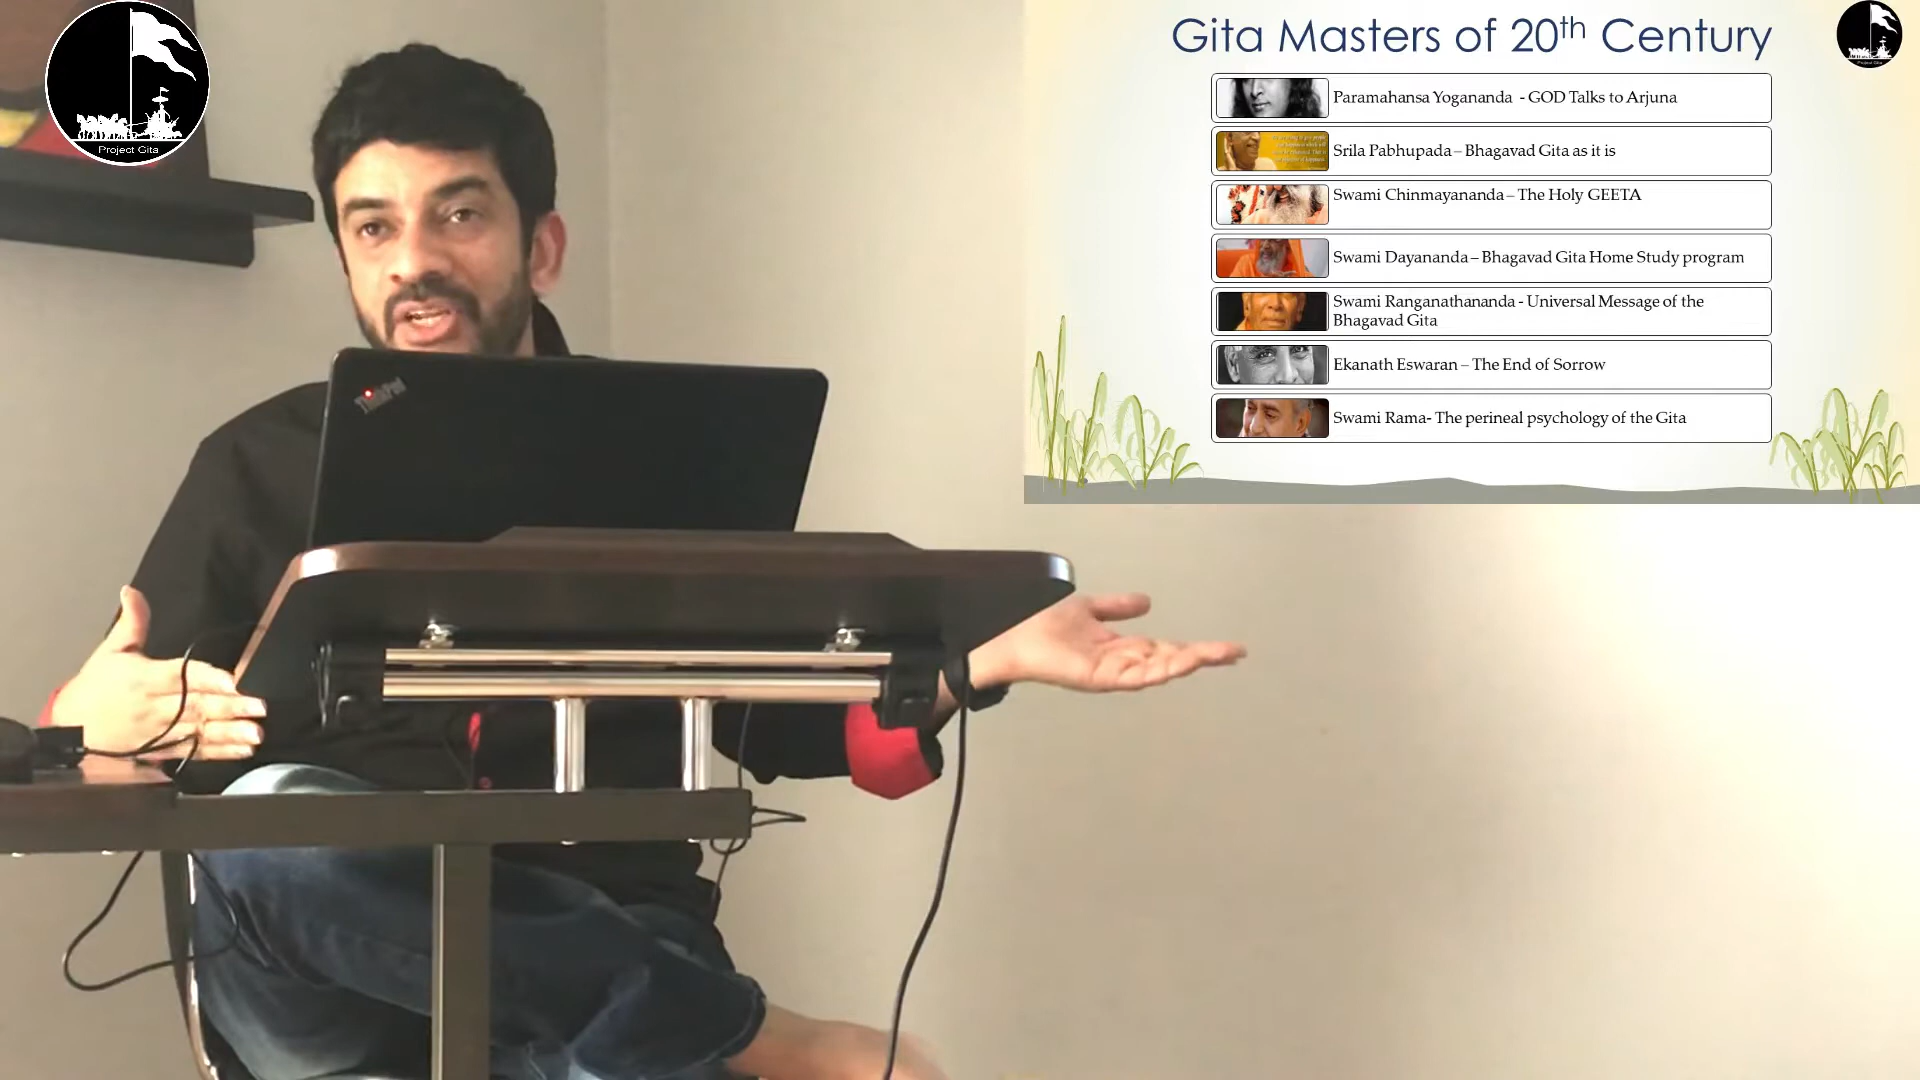 Project Gita
Gita Masters of 20th Century
Project Gita
Paramahansa Yogananda - GOD Talks to Arjuna
Srila Pabhupada – Bhagavad Gita as it is
Swami Chinmayananda – The Holy GEETA
Swami Dayananda – Bhagavad Gita Home Study program
Swami Ranganathananda - Universal Message of the
Bhagavad Gita
Ekanath Eswaran – The End of Sorrow
Swami Rama- The perineal psychology of the Gita
ThinkPad